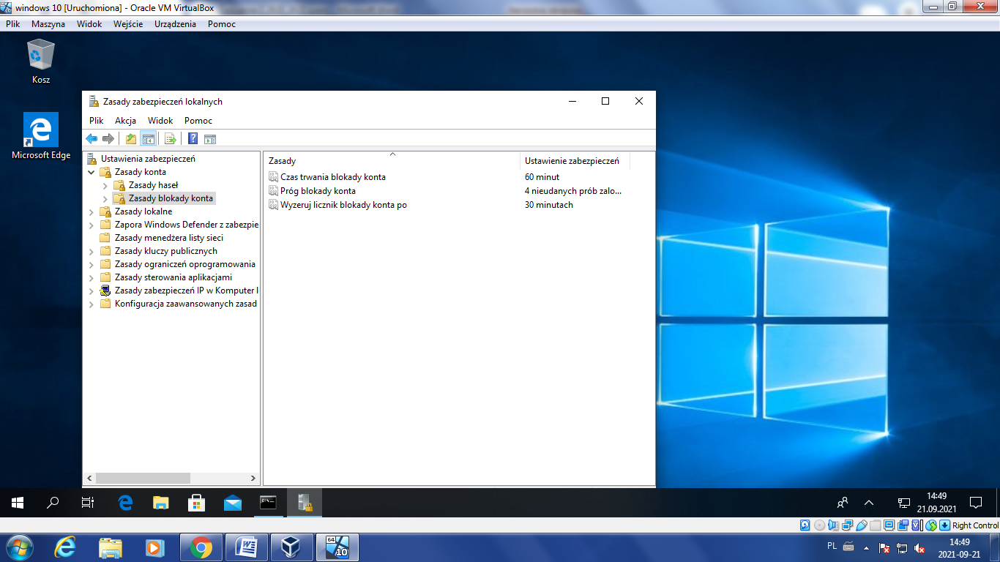 windows 10 [Uruchomiona] - Oracle VM VirtualBox
Plik Maszyna Widok Wejście Urządzenia Pomoc
Kosz
Microsoft Edge
Zasady zabezpieczeń lokalnych
Plik Akcja Widok Pomoc
Ustawienia zabezpieczeń
Zasady konta
Zasady haseł
Zasady blokady konta
Zasady lokalne
Zapora Windows Defender z zabezpie
Zasady menedżera listy sieci
Zasady kluczy publicznych
Zasady ograniczeń oprogramowania
Zasady sterowania aplikacjami
Zasady zabezpieczeń IP w Komputer l
Konfiguracja zaawansowanych zasad
Zasady Ustawienie zabezpieczeń
Czas trwania blokady konta 60 minut
Próg blokady konta 4 nieudanych prób zalo...
Wyzeruj licznik blokady konta po 30 minutach
14:49
21.09.2021
Right Control
64
10
PL
14:49
2021-09-21